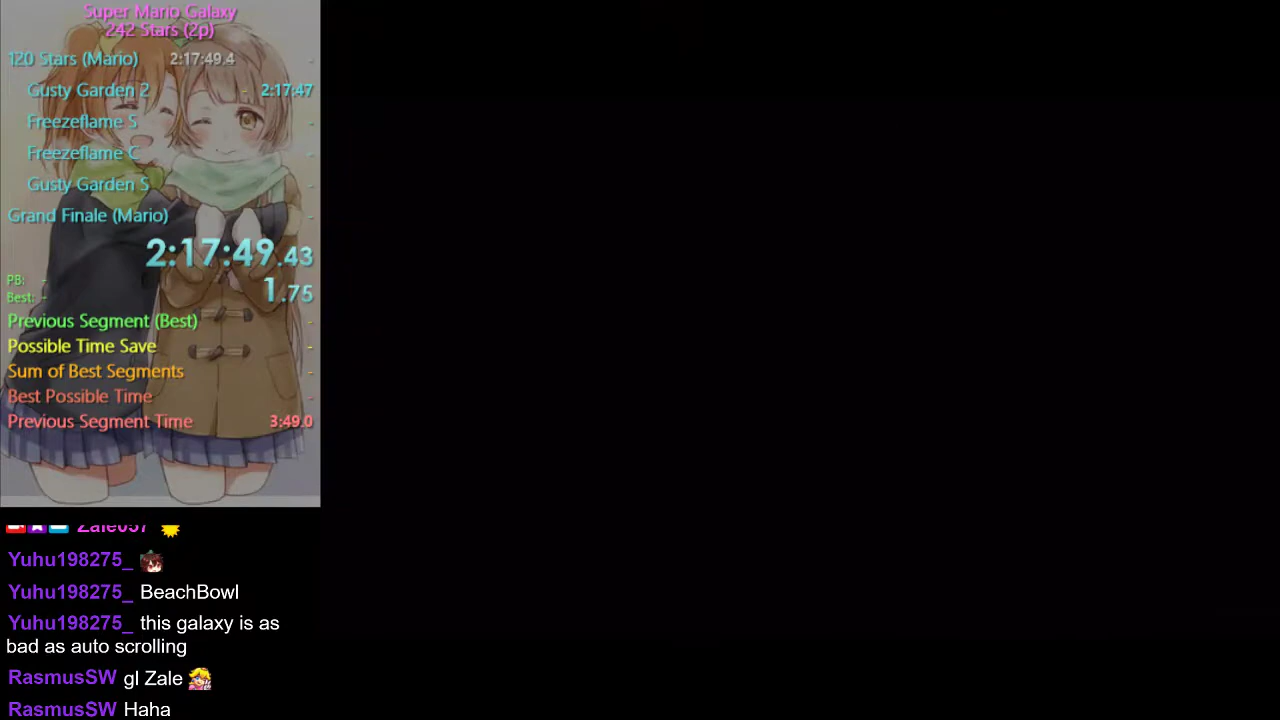 Super Mario Galaxy
242 Stars (2p)
120 Stars (Mario) 2:17:49.4 -
Gusty Garden 2 - 2:17:47
Freezeflame S -
Freezeflame C -
Gusty Garden S -
Grand Finale (Mario) -
2:17:49.43
PB: -
Best: -
1.75
Previous Segment (Best) -
Possible Time Save -
Sum of Best Segments -
Best Possible Time -
Previous Segment Time 3:49.0
Zale057
Yuhu198275_
Yuhu198275_ BeachBowl
Yuhu198275_ this galaxy is as
bad as auto scrolling
RasmusSW gl Zale
RasmusSW Haha